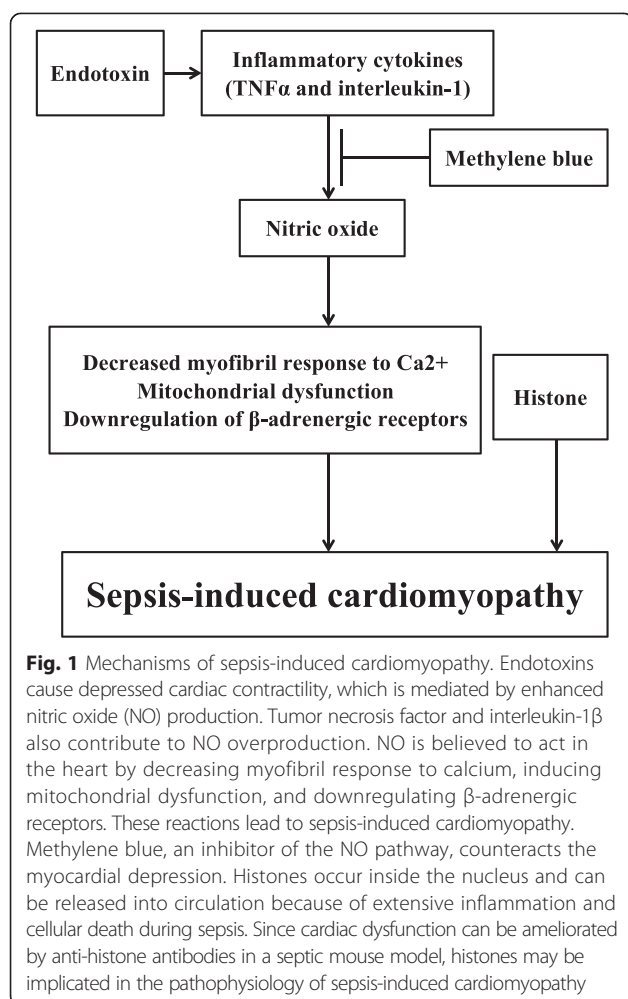 Endotoxin
Inflammatory cytokines
(TNFα and interleukin-1)
Methylene blue
Nitric oxide
Decreased myofibril response to Ca2+
Mitochondrial dysfunction
Downregulation of β-adrenergic receptors
Histone
Sepsis-induced cardiomyopathy
Fig. 1 Mechanisms of sepsis-induced cardiomyopathy. Endotoxins
cause depressed cardiac contractility, which is mediated by enhanced
nitric oxide (NO) production. Tumor necrosis factor and interleukin-1β
also contribute to NO overproduction. NO is believed to act in
the heart by decreasing myofibril response to calcium, inducing
mitochondrial dysfunction, and downregulating β-adrenergic
receptors. These reactions lead to sepsis-induced cardiomyopathy.
Methylene blue, an inhibitor of the NO pathway, counteracts the
myocardial depression. Histones occur inside the nucleus and can
be released into circulation because of extensive inflammation and
cellular death during sepsis. Since cardiac dysfunction can be ameliorated
by anti-histone antibodies in a septic mouse model, histones may be
implicated in the pathophysiology of sepsis-induced cardiomyopathy